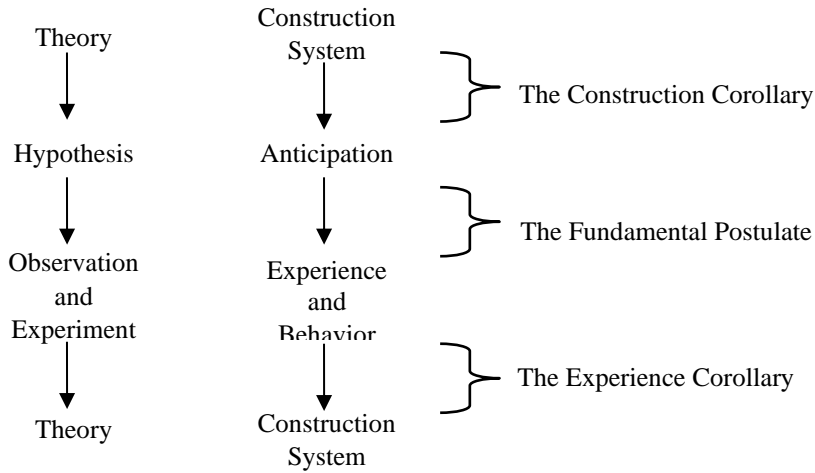 Theory
Hypothesis
Observation
and
Experiment
Theory
Construction
System
Anticipation
Experience
and
Behavior
Construction
System
The Construction Corollary
The Fundamental Postulate
The Experience Corollary